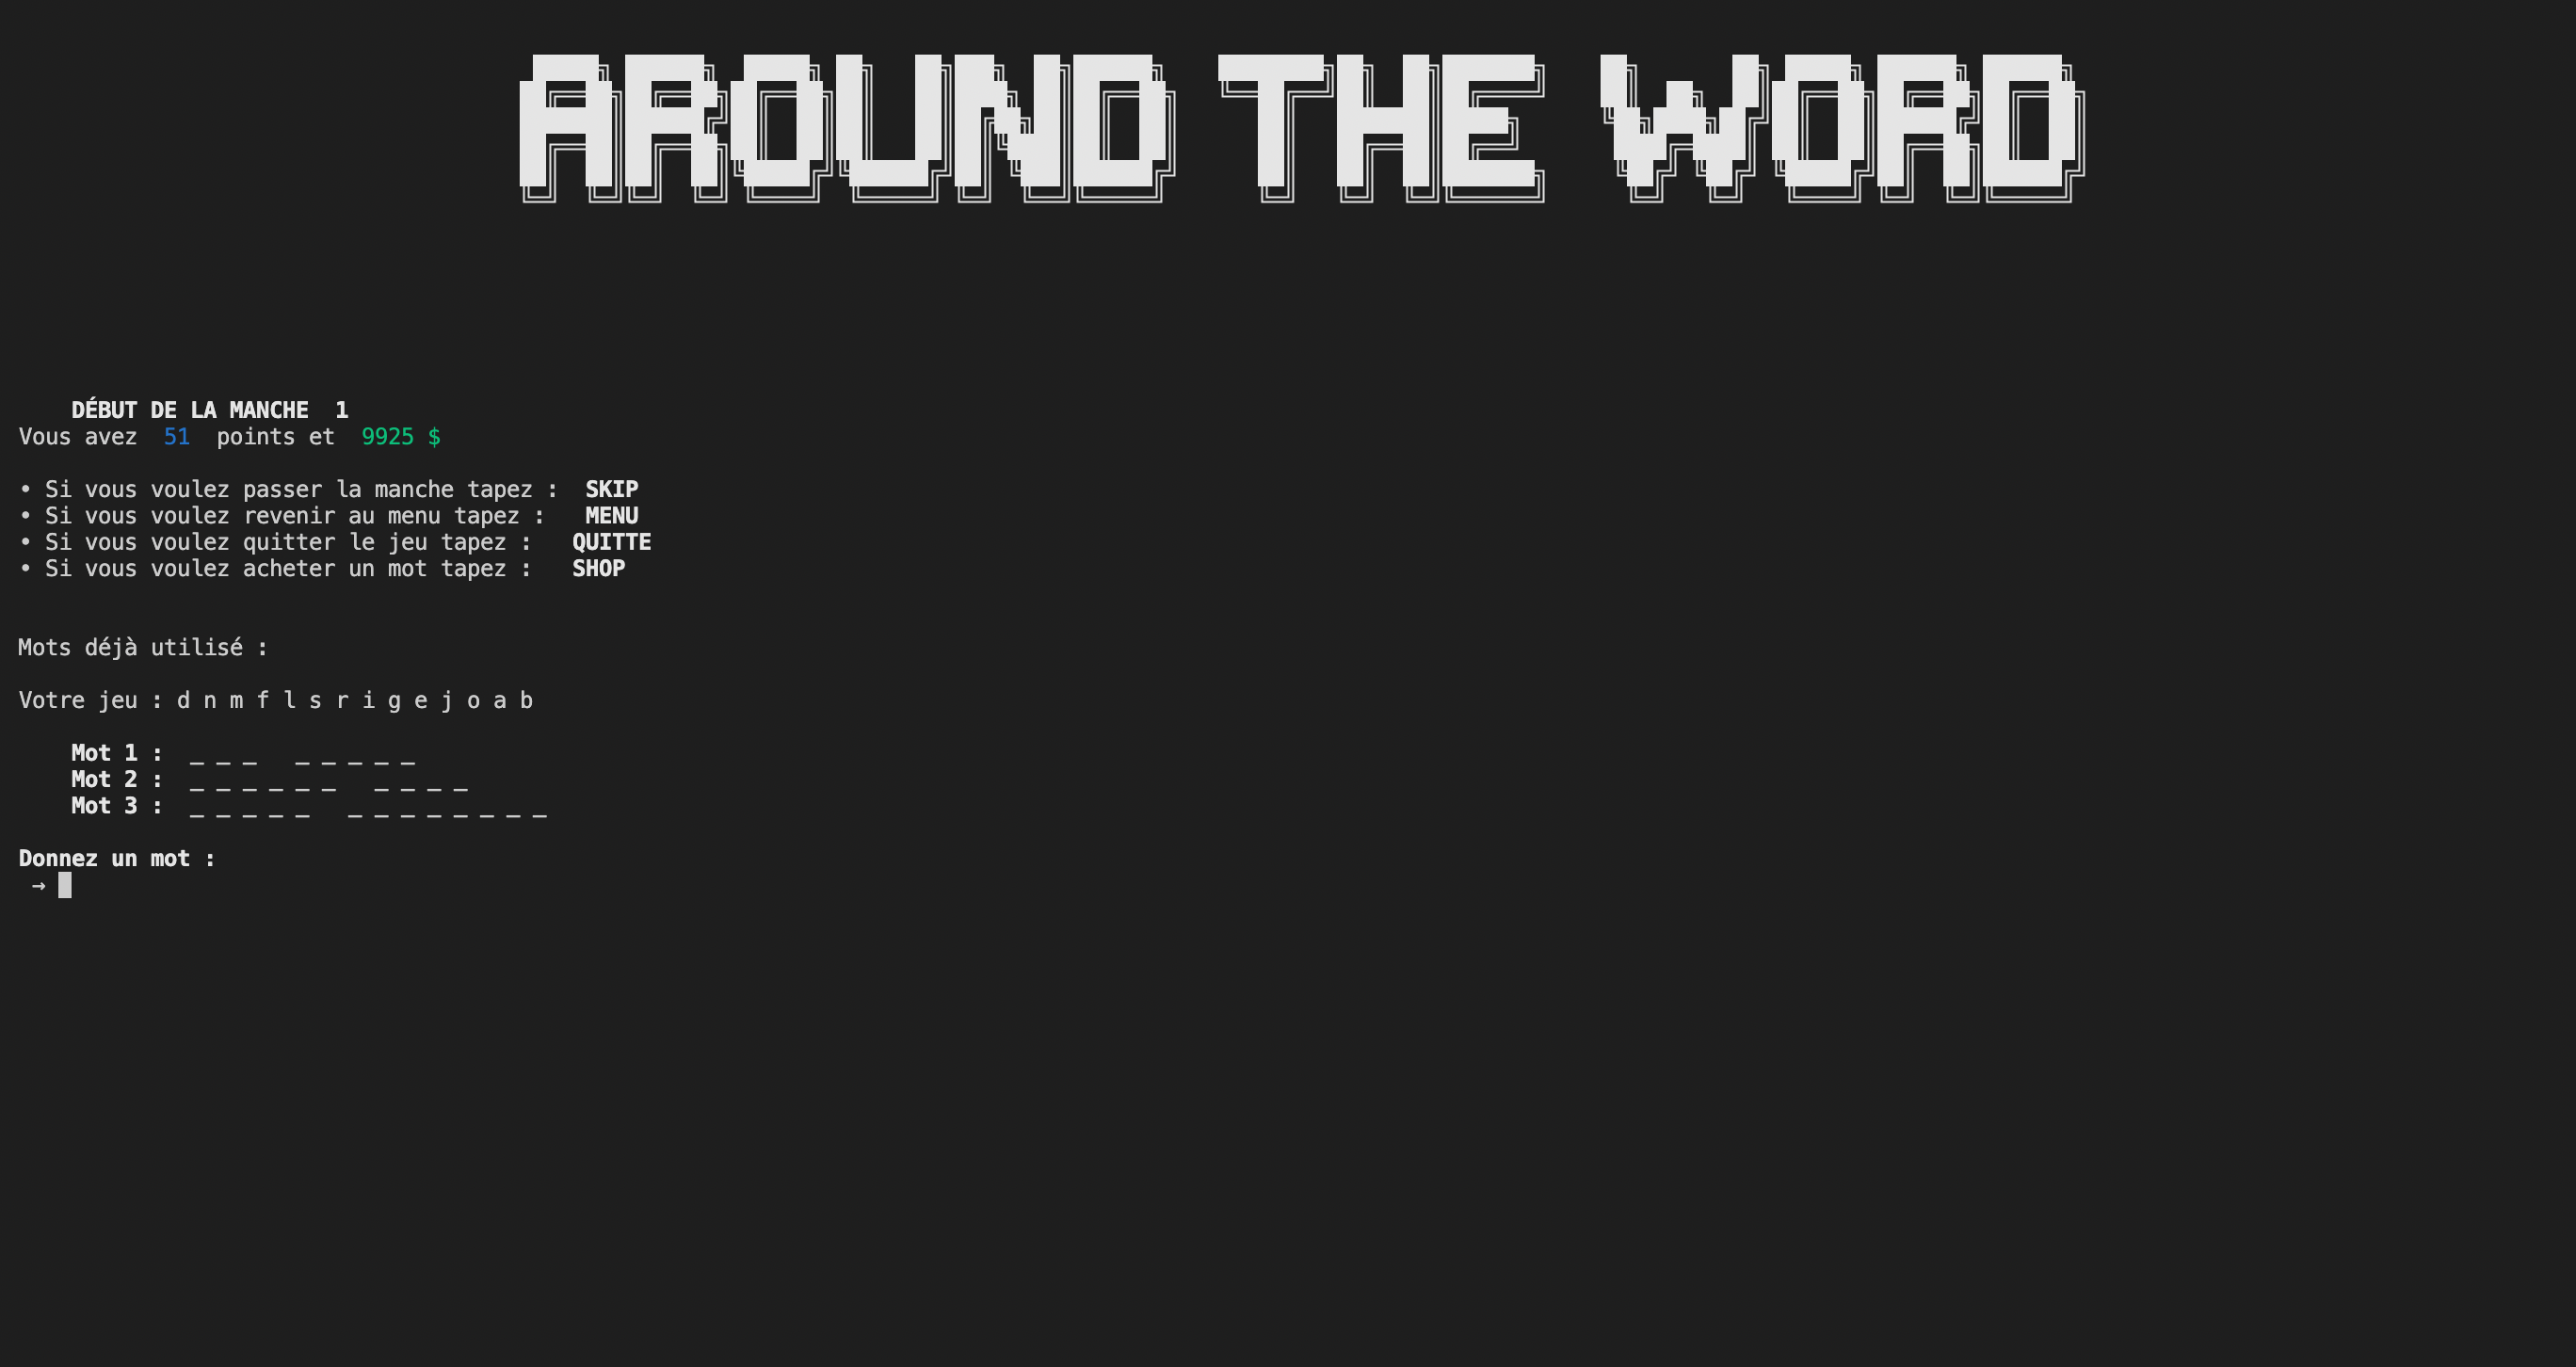 AROUND THE WORD
DÉBUT DE LA MANCHE 1
Vous avez 51 points et 9925 $
• Si vous voulez passer la manche tapez : SKIP
• Si vous voulez revenir au menu tapez : MENU
• Si vous voulez quitter le jeu tapez : QUITTE
• Si vous voulez acheter un mot tapez : SHOP
Mots déjà utilisé :
Votre jeu : d n m f l s r i g e j o a b
Mot 1 : _ _ _   _ _ _ _ _
Mot 2 : _ _ _ _ _ _   _ _ _ _
Mot 3 : _ _ _ _ _   _ _ _ _ _ _ _ _
Donnez un mot :
→